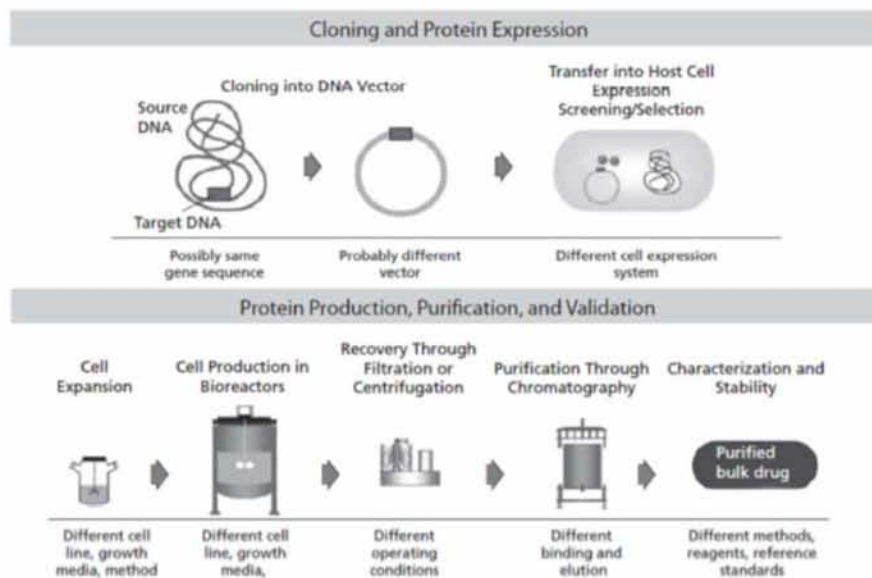 Cloning and Protein Expression
Cloning into DNA Vector
Source
DNA
Target DNA
Transfer into Host Cell
Expression
Screening/Selection
Possibly same
gene sequence
Probably different
vector
Different cell expression
system
Protein Production, Purification, and Validation
Cell
Expansion
Cell Production in
Bioreactors
Recovery Through
Filtration or
Centrifugation
Purification Through
Chromatography
Characterization and
Stability
Purified
bulk drug
Different cell
line, growth
media, method
Different cell
line, growth
media,
Different
operating
conditions
Different
binding and
elution
Different methods,
reagents, reference
standards